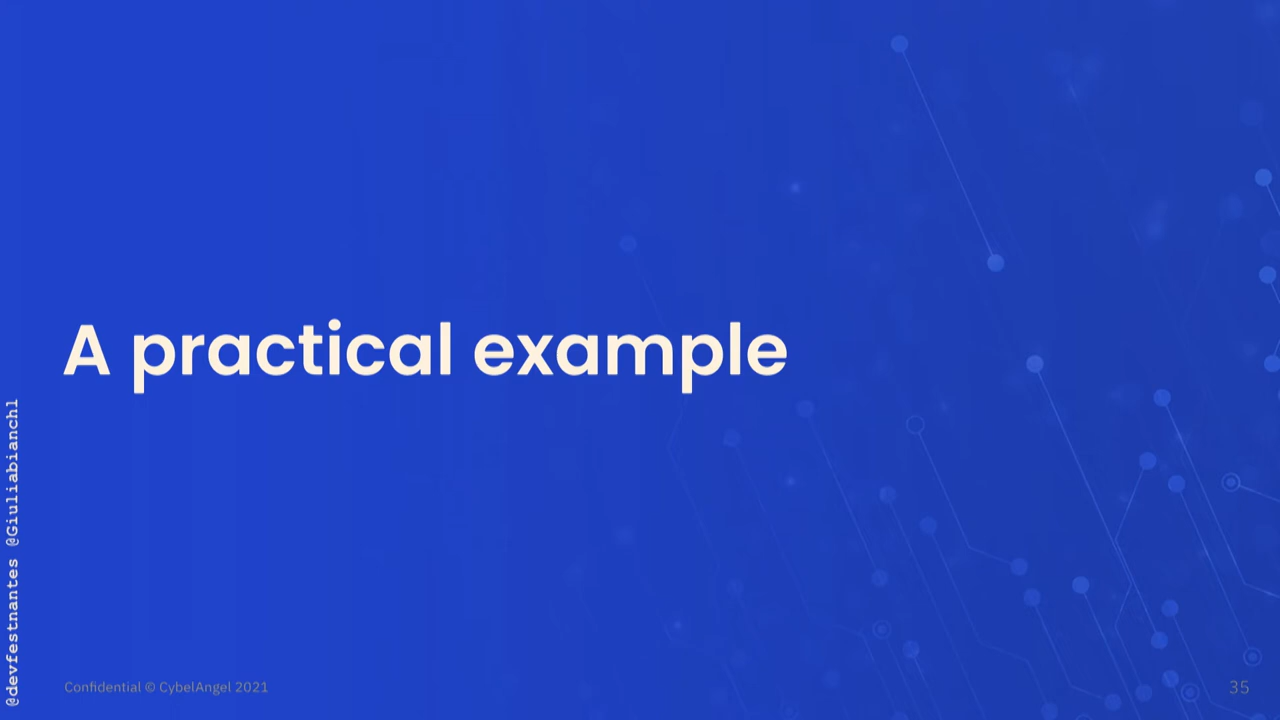 A practical example
@devfestnantes @Giuliabianchl
Confidential © CybelAngel 2021
35